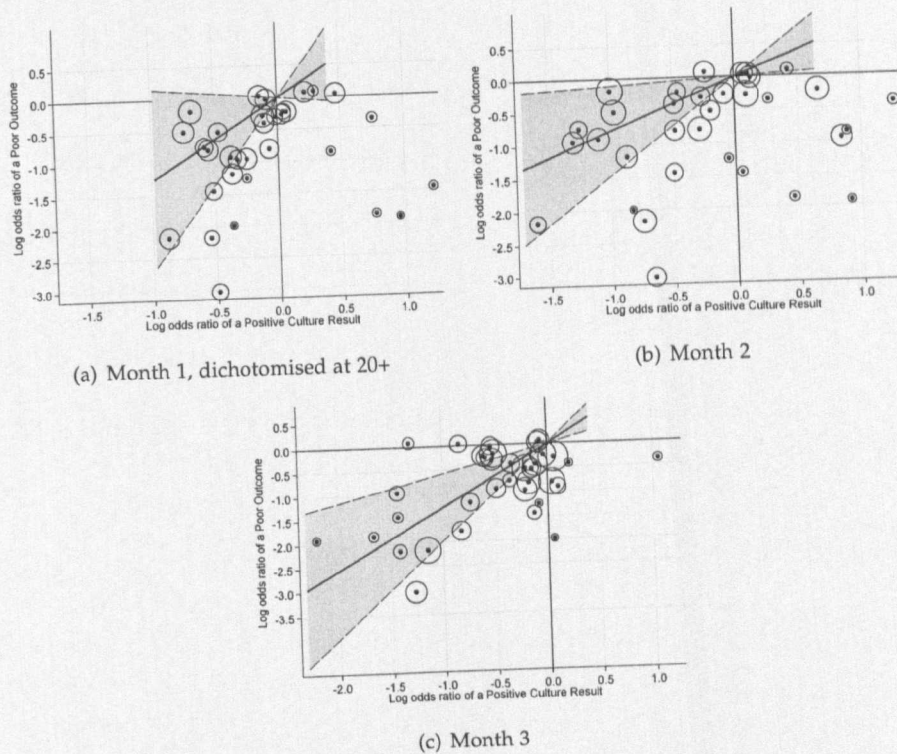 Log odds ratio of a Poor Outcome
0.5
0.0
-0.5
-1.0
-1.5
-2.0
-2.5
-3.0
-1.5 -1.0 -0.5 0.0 0.5 1.0
Log odds ratio of a Positive Culture Result
(a) Month 1, dichotomised at 20+
Log odds ratio of a Poor Outcome
0.5
0.0
-0.5
-1.0
-1.5
-2.0
-2.5
-3.0
-1.5 -1.0 -0.5 0.0 0.5 1.0
Log odds ratio of a Positive Culture Result
(b) Month 2
Log odds ratio of a Poor Outcome
0.5
0.0
-0.5
-1.0
-1.5
-2.0
-2.5
-3.0
-3.5
-2.0 -1.5 -1.0 -0.5 0.0 0.5 1.0
Log odds ratio of a Positive Culture Result
(c) Month 3